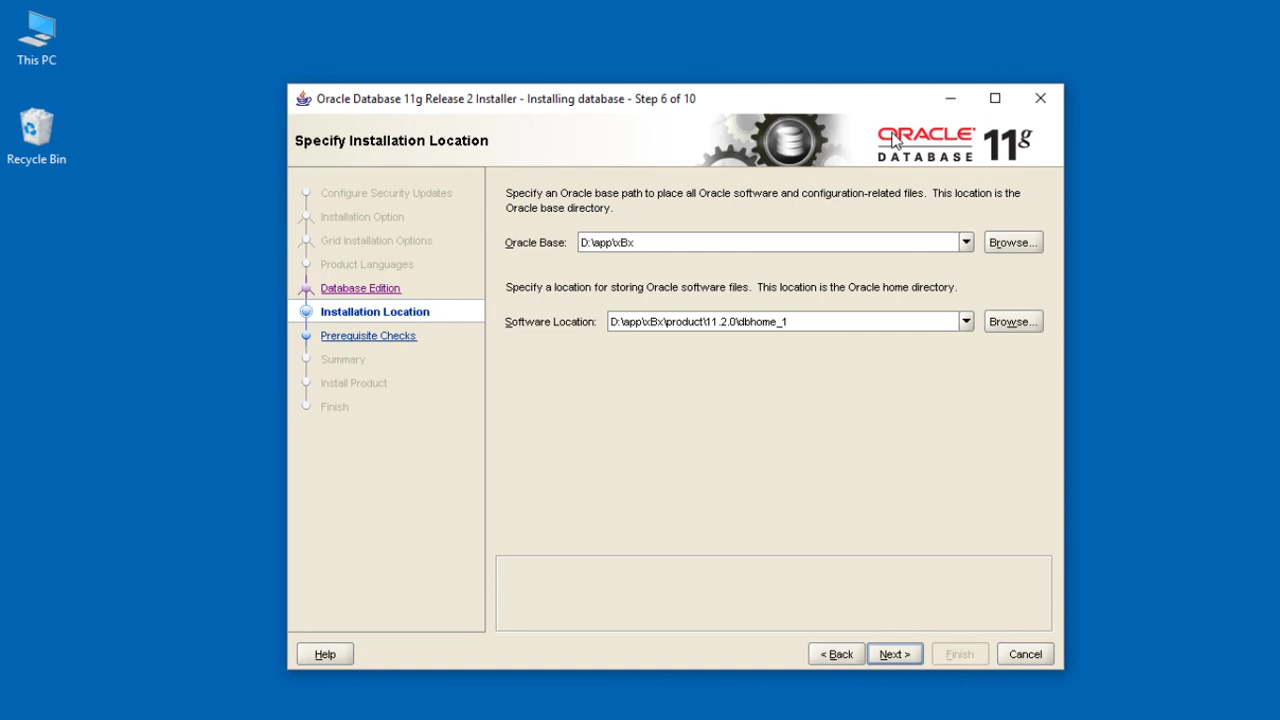 This PC
Recycle Bin
Oracle Database 11g Release 2 Installer - Installing database - Step 6 of 10
Specify Installation Location
ORACLE
DATABASE
11g
Configure Security Updates
Installation Option
Grid Installation Options
Product Languages
Database Edition
Installation Location
Prerequisite Checks
Summary
Install Product
Finish
Specify an Oracle base path to place all Oracle software and configuration-related files. This location is the
Oracle base directory.
Oracle Base: D:\app\xBx Browse...
Specify a location for storing Oracle software files. This location is the Oracle home directory.
Software Location: D:\app\xBx\product\11.2.0\dbhome_1 Browse...
Help < Back Next > Finish Cancel